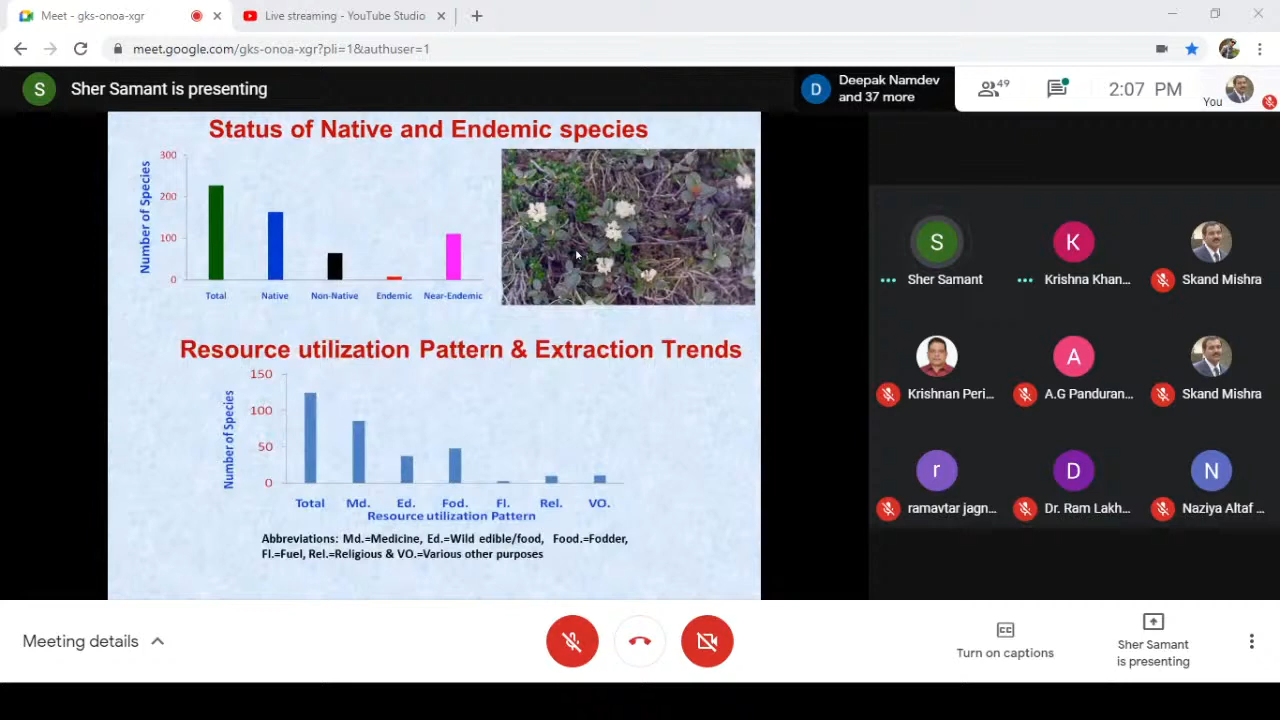 Meet - gks-onoa-xgr
Live streaming - YouTube Studio
meet.google.com/gks-onoa-xgr?pli=1&authuser=1
S
Sher Samant is presenting
D
Deepak Namdev
and 37 more
49
2:07 PM
You
Status of Native and Endemic species
Number of Species
300
200
100
0
Total Native Non-Native Endemic Near-Endemic
Resource utilization Pattern & Extraction Trends
Number of Species
150
100
50
0
Total Md. Ed. Fod. Fl. Rel. VO.
Resource utilization Pattern
Abbreviations: Md.=Medicine, Ed.=Wild edible/food, Food.=Fodder,
Fl.=Fuel, Rel.=Religious & VO.=Various other purposes
S
K
Sher Samant
Krishna Khan...
Skand Mishra
A
Krishnan Peri...
A.G Panduran...
Skand Mishra
r
D
N
ramavtar jagn...
Dr. Ram Lakh...
Naziya Altaf ...
Meeting details
CC
Turn on captions
Sher Samant
is presenting